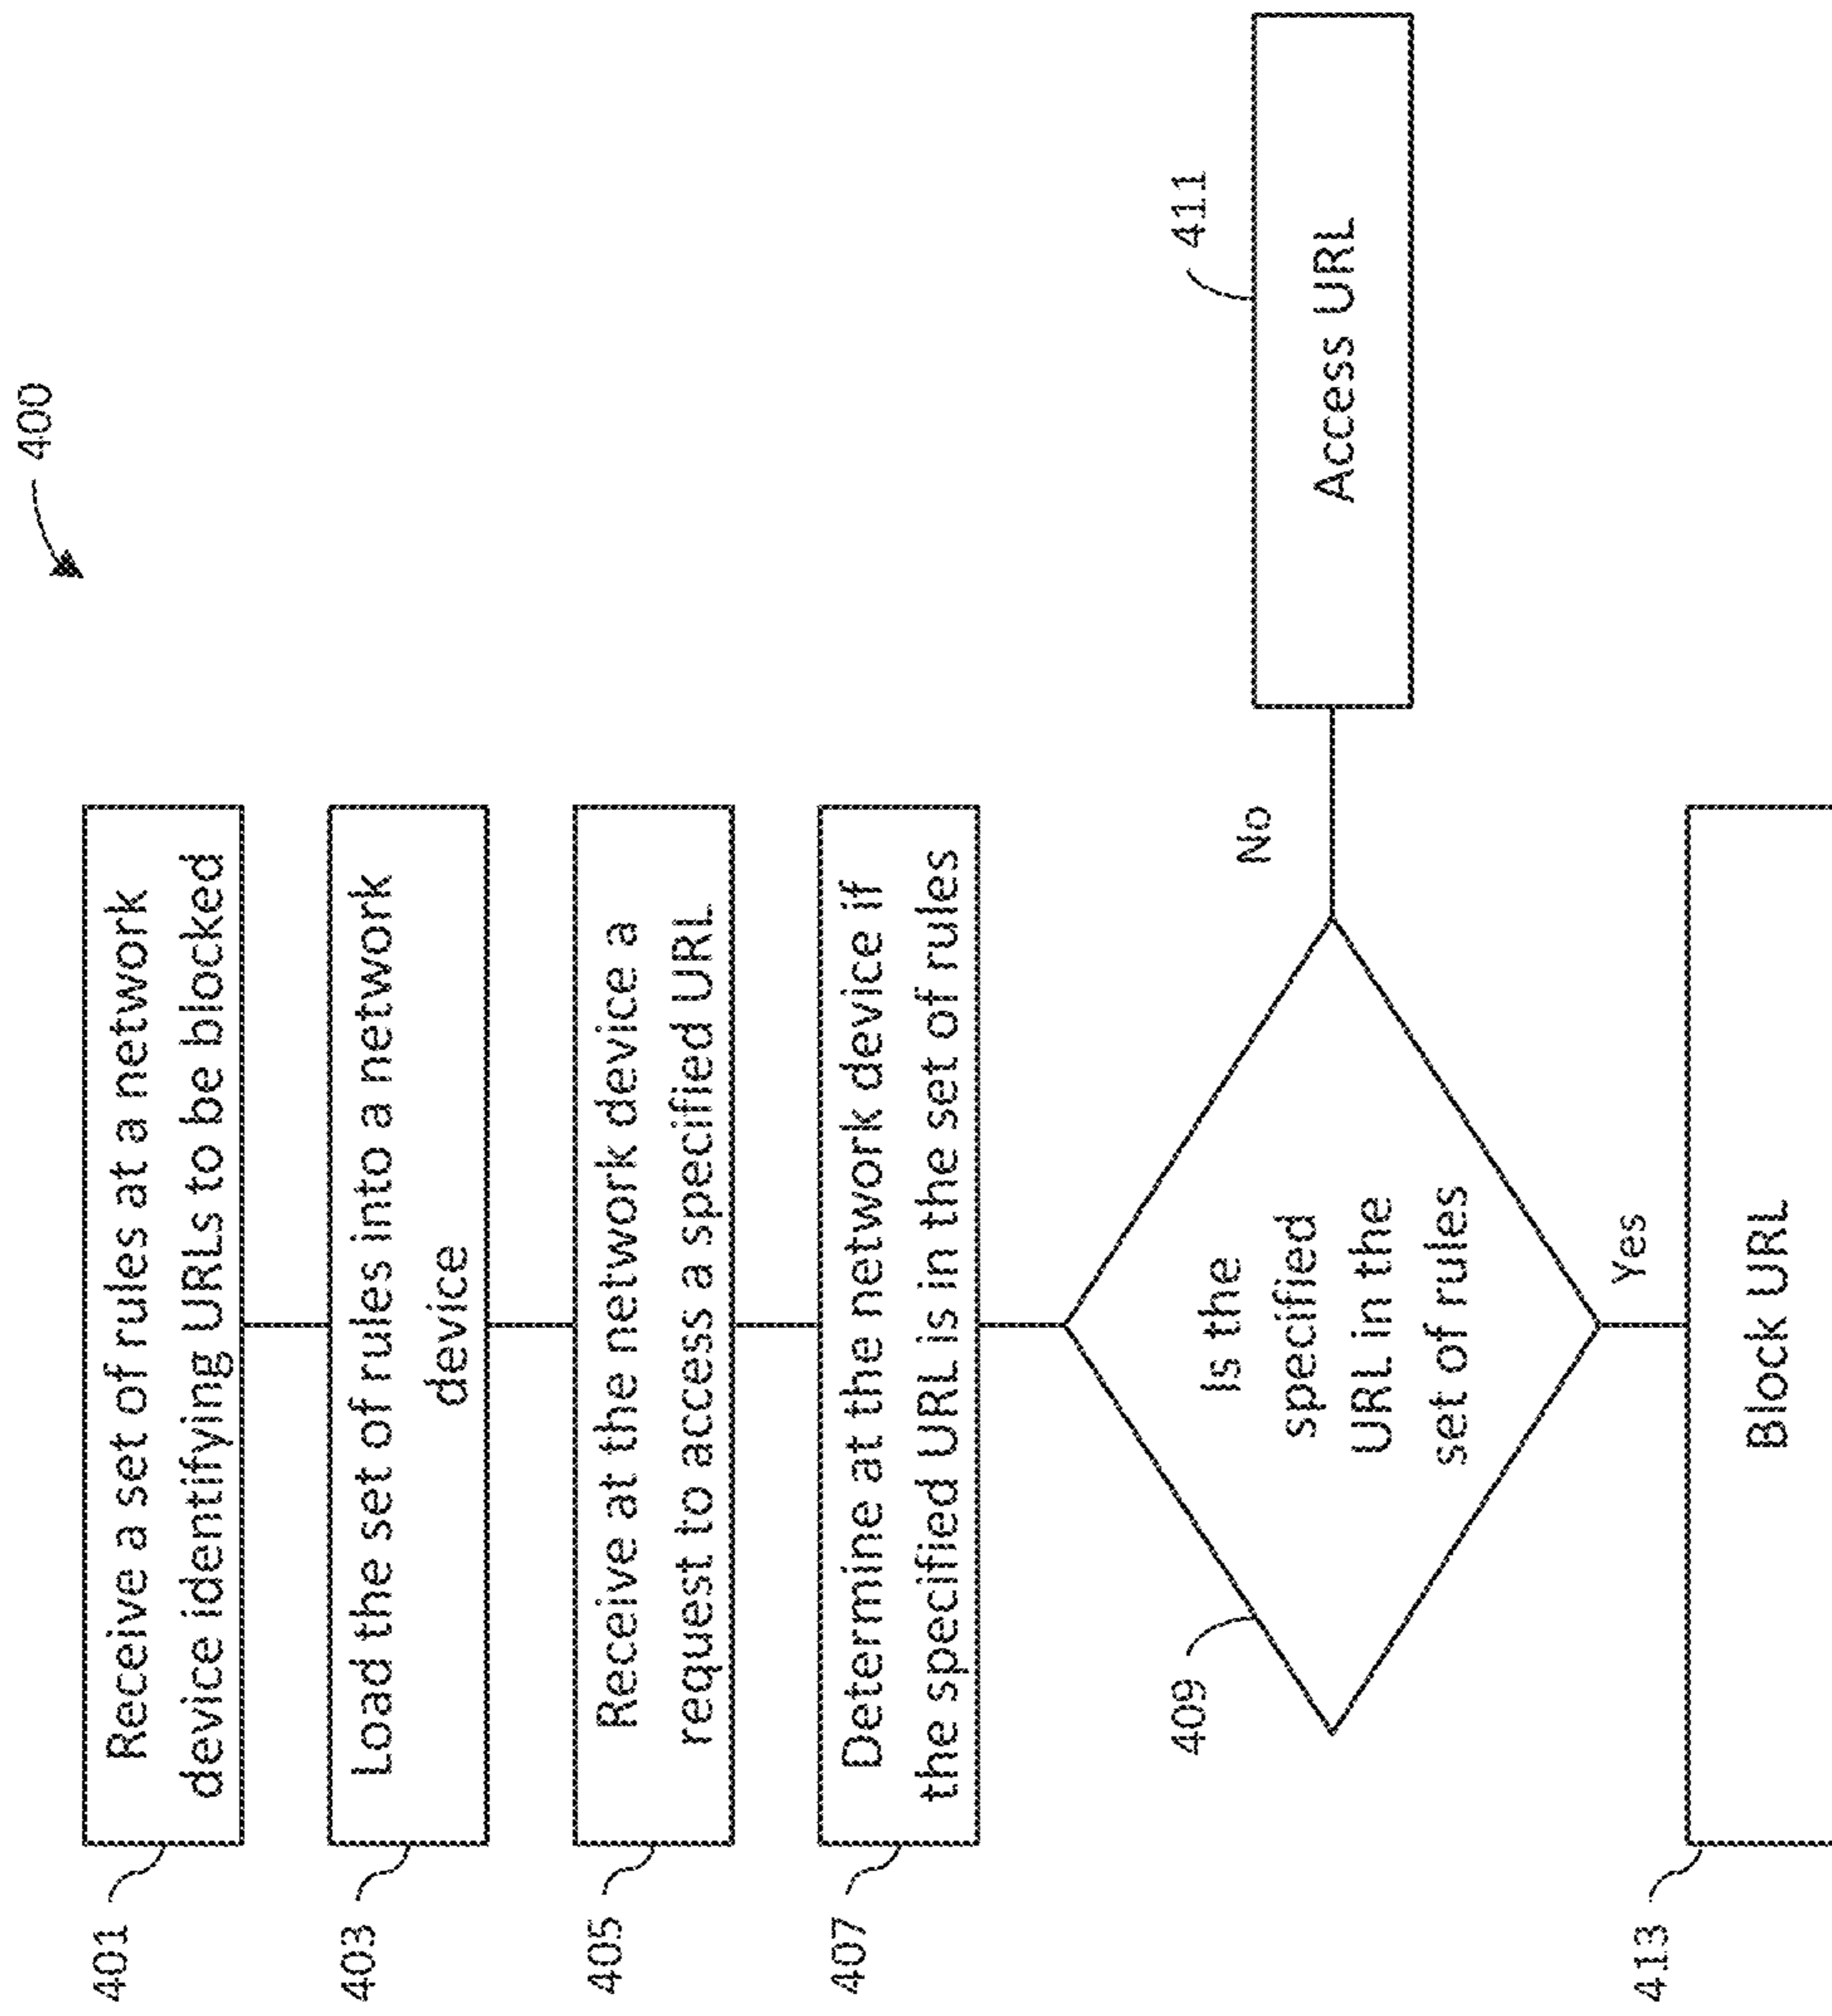 400
401
Receive a set of rules at a network
device identifying URLs to be blocked
403
Load the set of rules into a network
device
405
Receive at the network device a
request to access a specified URL
407
Determine at the network device if
the specified URL is in the set of rules
409
Is the
specified
URL in the
set of rules
No
411
Access URL
Yes
413
Block URL